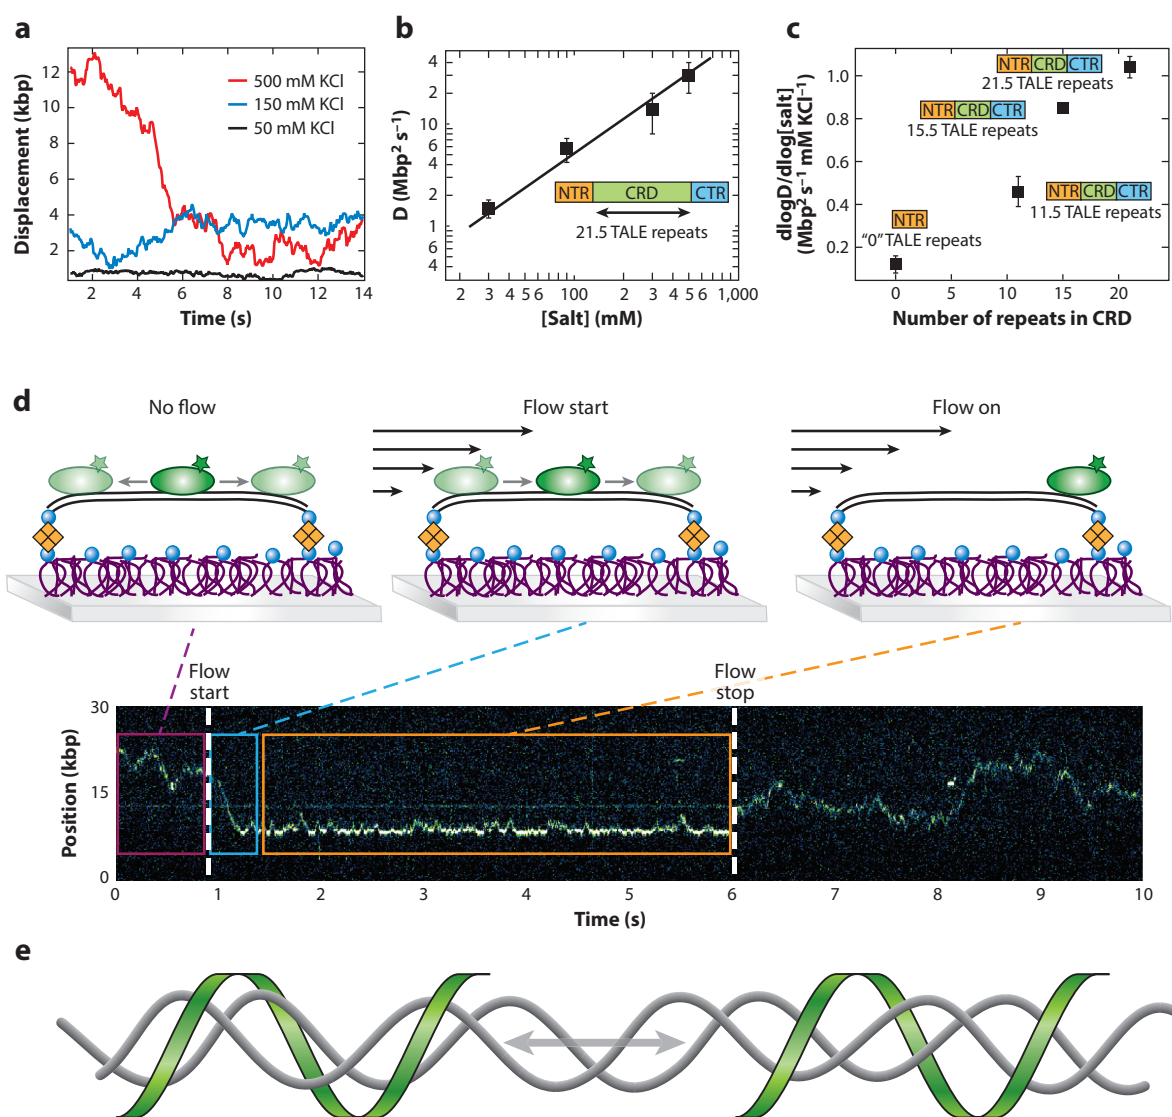 a
Displacement (kbp)
12
10
8
6
4
2
500 mM KCl
150 mM KCl
50 mM KCl
2 4 6 8 10 12 14
Time (s)
b
D (Mbp² s⁻¹)
4
2
10
6
4
2
1
6
4
NTR CRD CTR
21.5 TALE repeats
2 3 4 5 6 100 2 3 4 5 6 1,000
[Salt] (mM)
c
dlogD/dlog[salt]
(Mbp² s⁻¹ mM KCl⁻¹)
1.0
0.8
0.6
0.4
0.2
NTR CRD CTR
21.5 TALE repeats
NTR CRD CTR
15.5 TALE repeats
NTR CRD CTR
11.5 TALE repeats
NTR
“0” TALE repeats
0 5 10 15 20
Number of repeats in CRD
d
No flow
Flow start
Flow on
Flow
start
Flow
stop
Position (kbp)
30
15
0
0 1 2 3 4 5 6 7 8 9 10
Time (s)
e